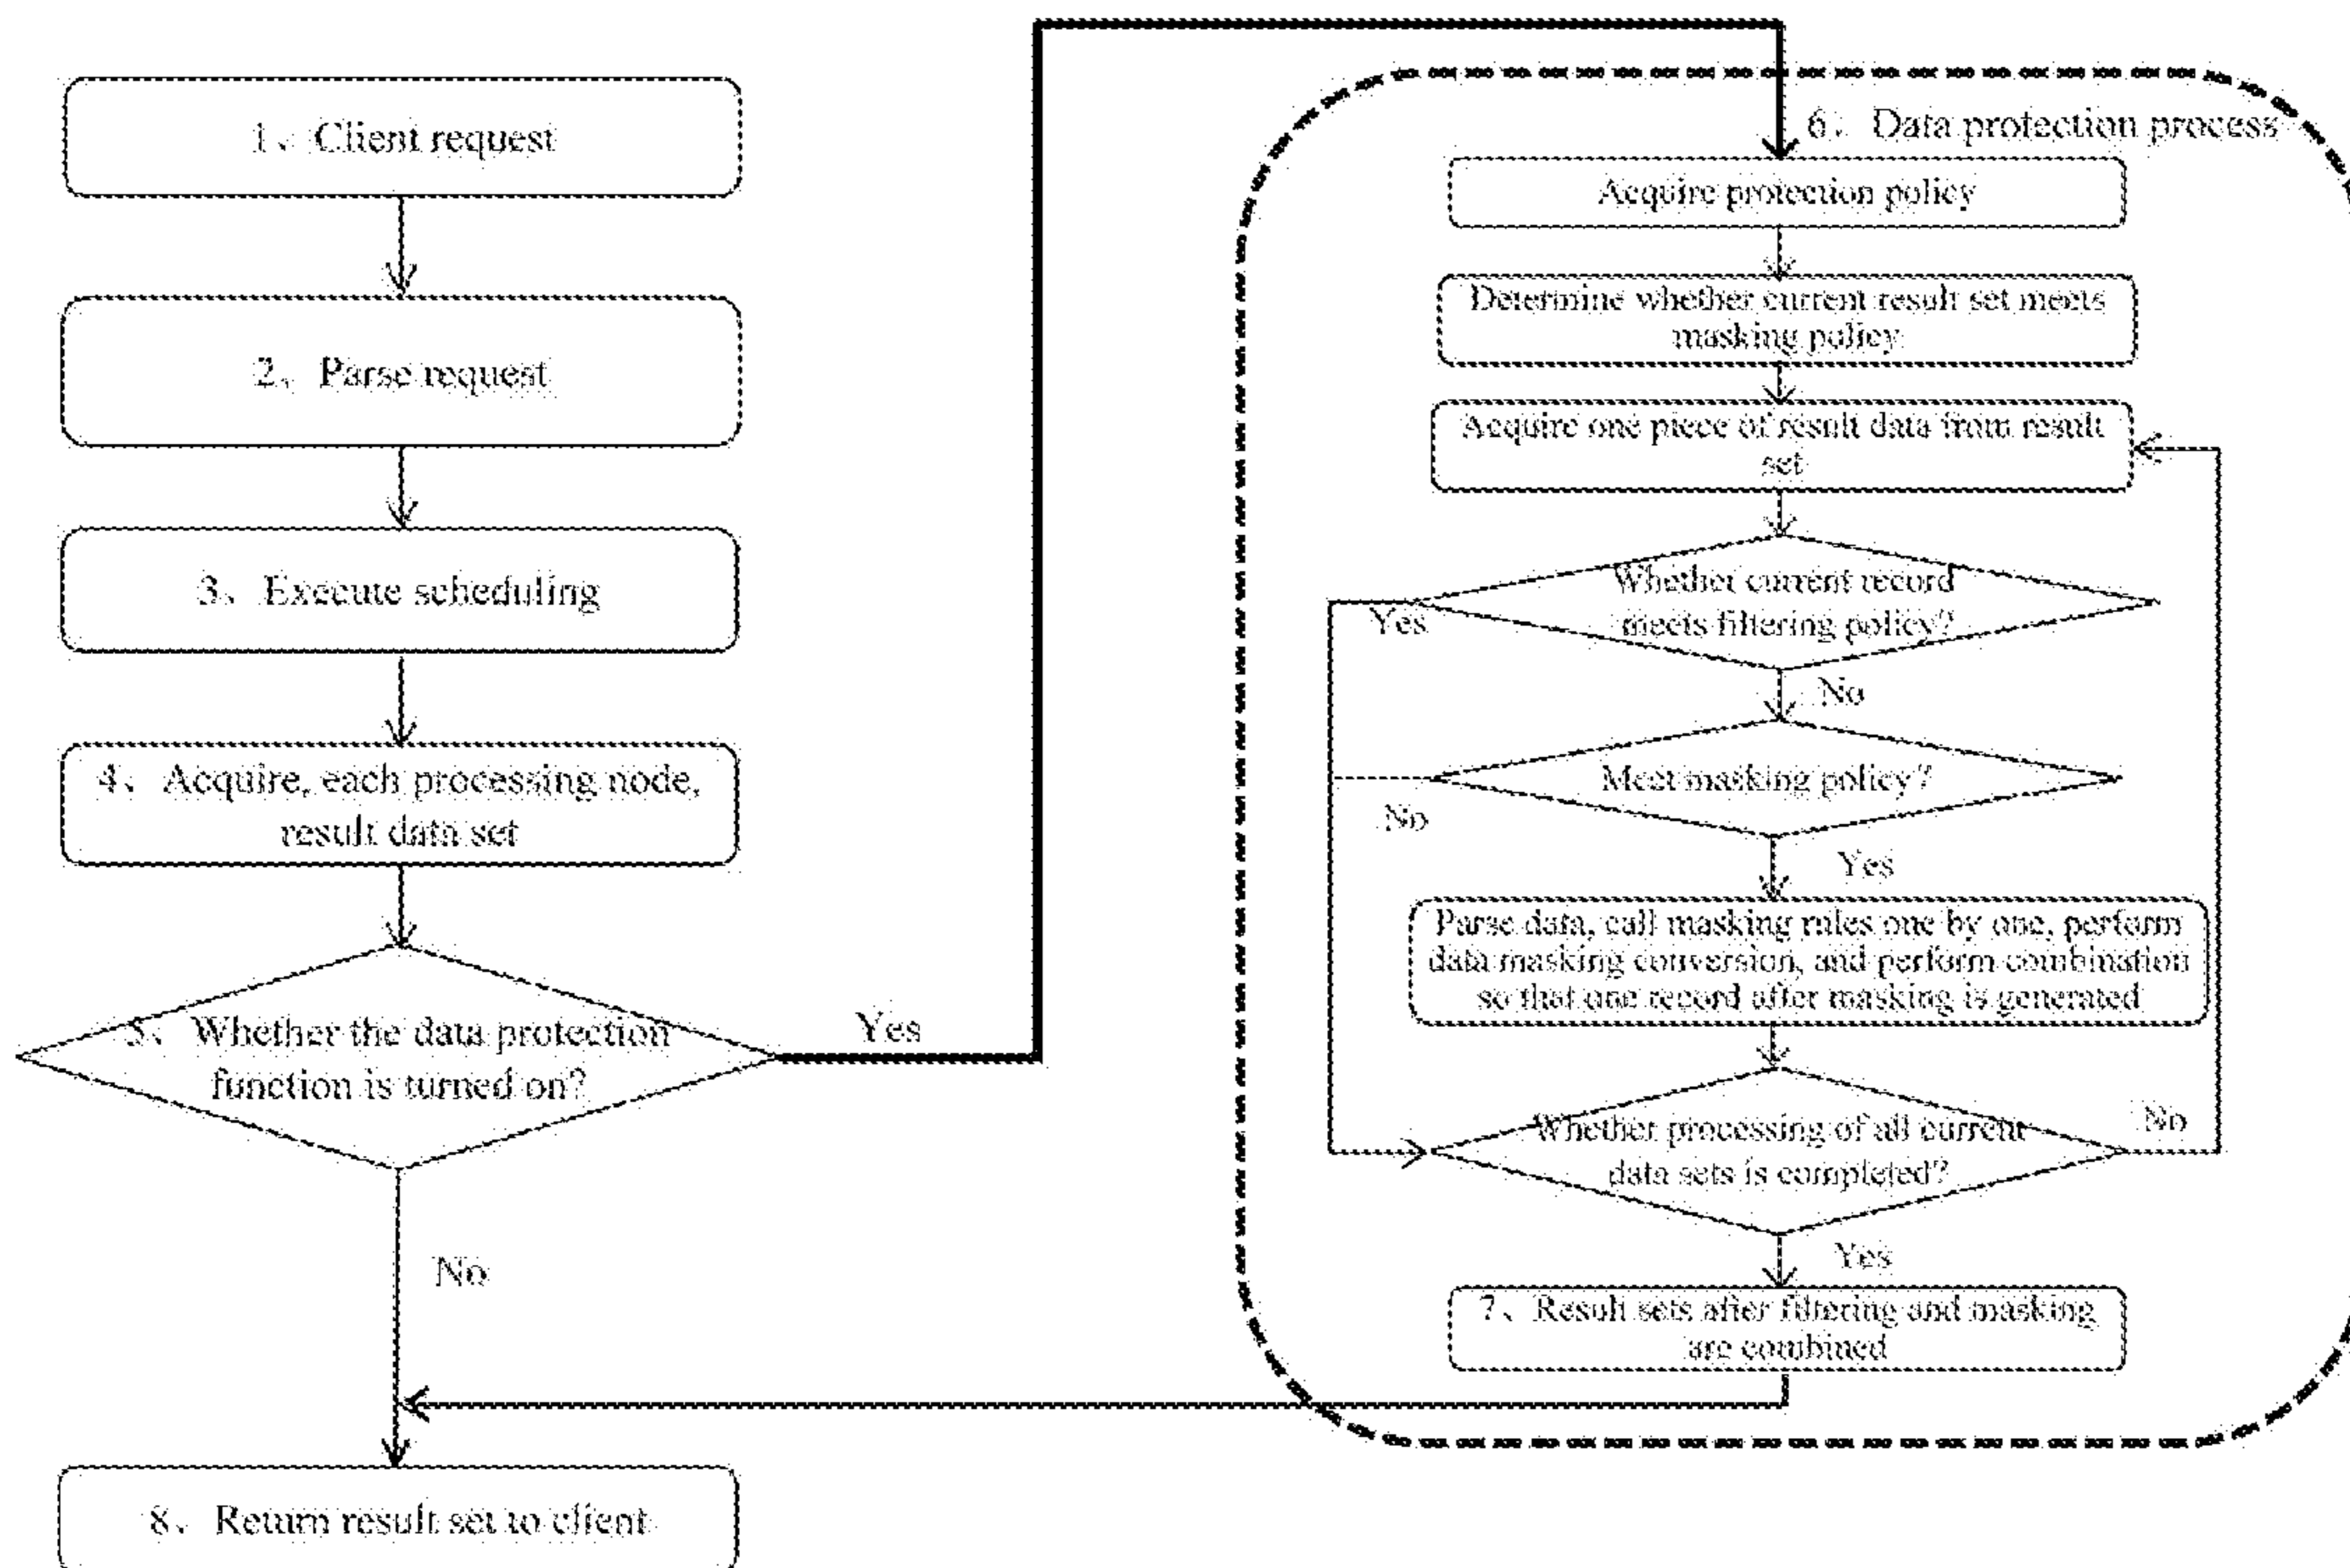 1、Client request
2、Parse request
3、Execute scheduling
4、Acquire, each processing node,
result data set
5、Whether the data protection
function is turned on?
Yes
No
8、Return result set to client
6、Data protection process
Acquire protection policy
Determine whether current result set meets
masking policy
Acquire one piece of result data from result
set
Whether current record
meets filtering policy?
Yes
No
Meet masking policy?
No
Yes
Parse data, call masking rules one by one, perform
data masking conversion, and perform combination
so that one record after masking is generated
Whether processing of all current
data sets is completed?
No
Yes
7、Result sets after filtering and masking
are combined